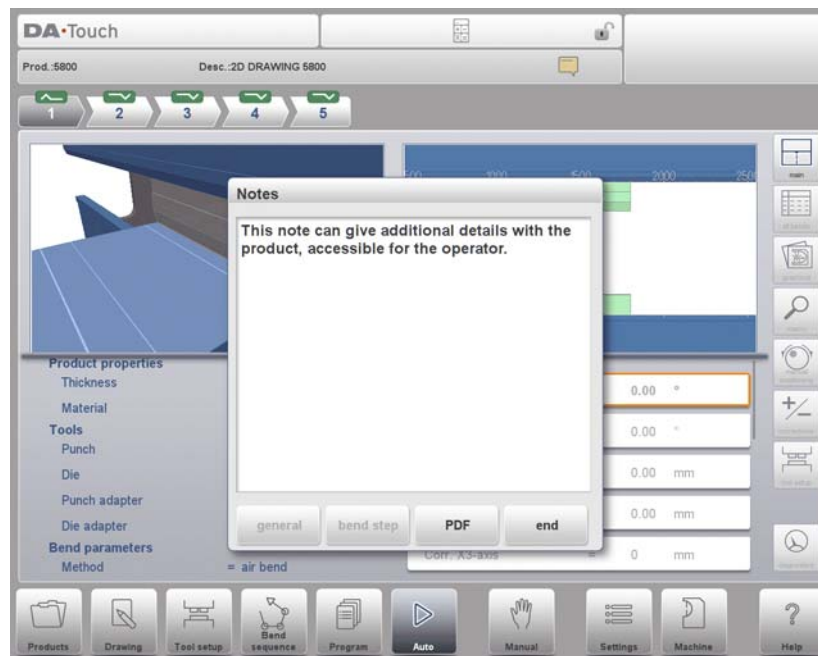 DA•Touch
Prod.:5800 Desc.:2D DRAWING 5800
1 2 3 4 5
1000 2000
main
Notes
This note can give additional details with the
product, accessible for the operator.
Product properties
Thickness
Material
Tools
Punch
Die
Punch adapter
Die adapter
Bend parameters
Method = air bend
0.00 °
0.00 °
0.00 mm
0.00 mm
Corr. X3-axis = 0 mm
general bend step PDF end
Products Drawing Tool setup Bend sequence Program Auto Manual Settings Machine Help